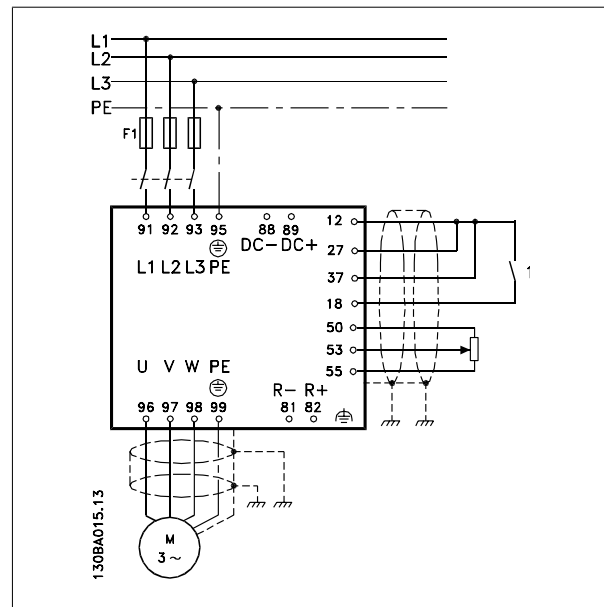 L1
L2
L3
PE
F1
91 92 93 95 88 89 12
DC- DC+
L1 L2 L3 PE
27
37
18
1
50
53
55
U V W PE
R- R+
96 97 98 99 81 82
M
3 ~
130BA015.13